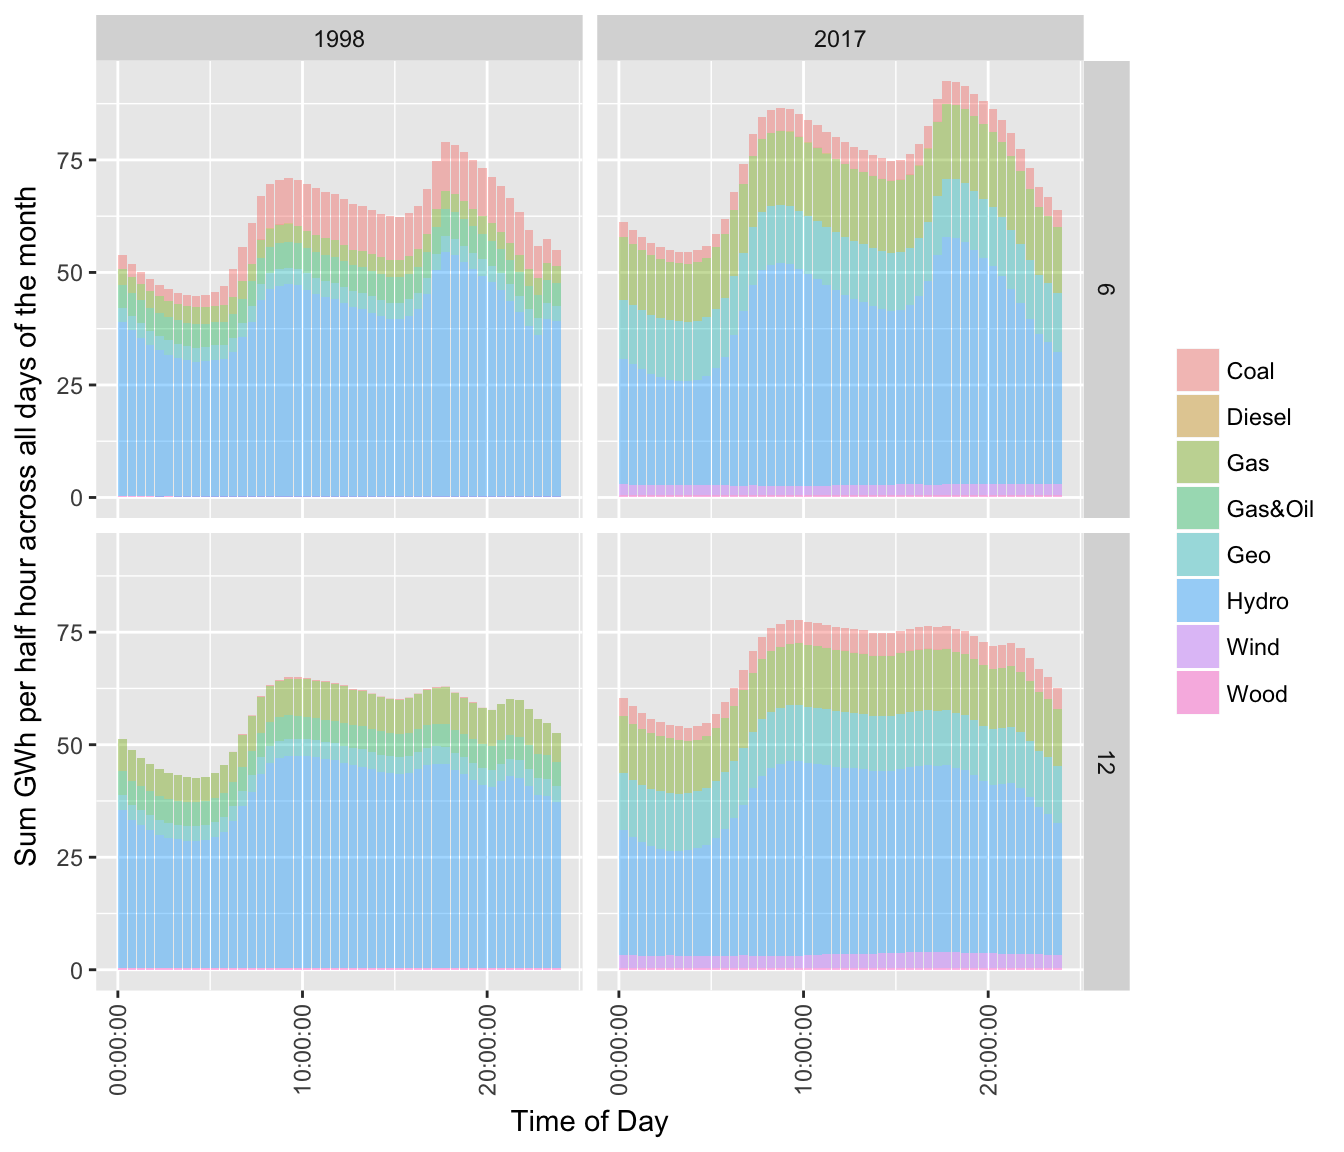 1998
2017
Sum GWh per half hour across all days of the month
75
50
25
0
6
75
50
25
0
12
00:00:00
10:00:00
20:00:00
00:00:00
10:00:00
20:00:00
Time of Day
Coal
Diesel
Gas
Gas&Oil
Geo
Hydro
Wind
Wood